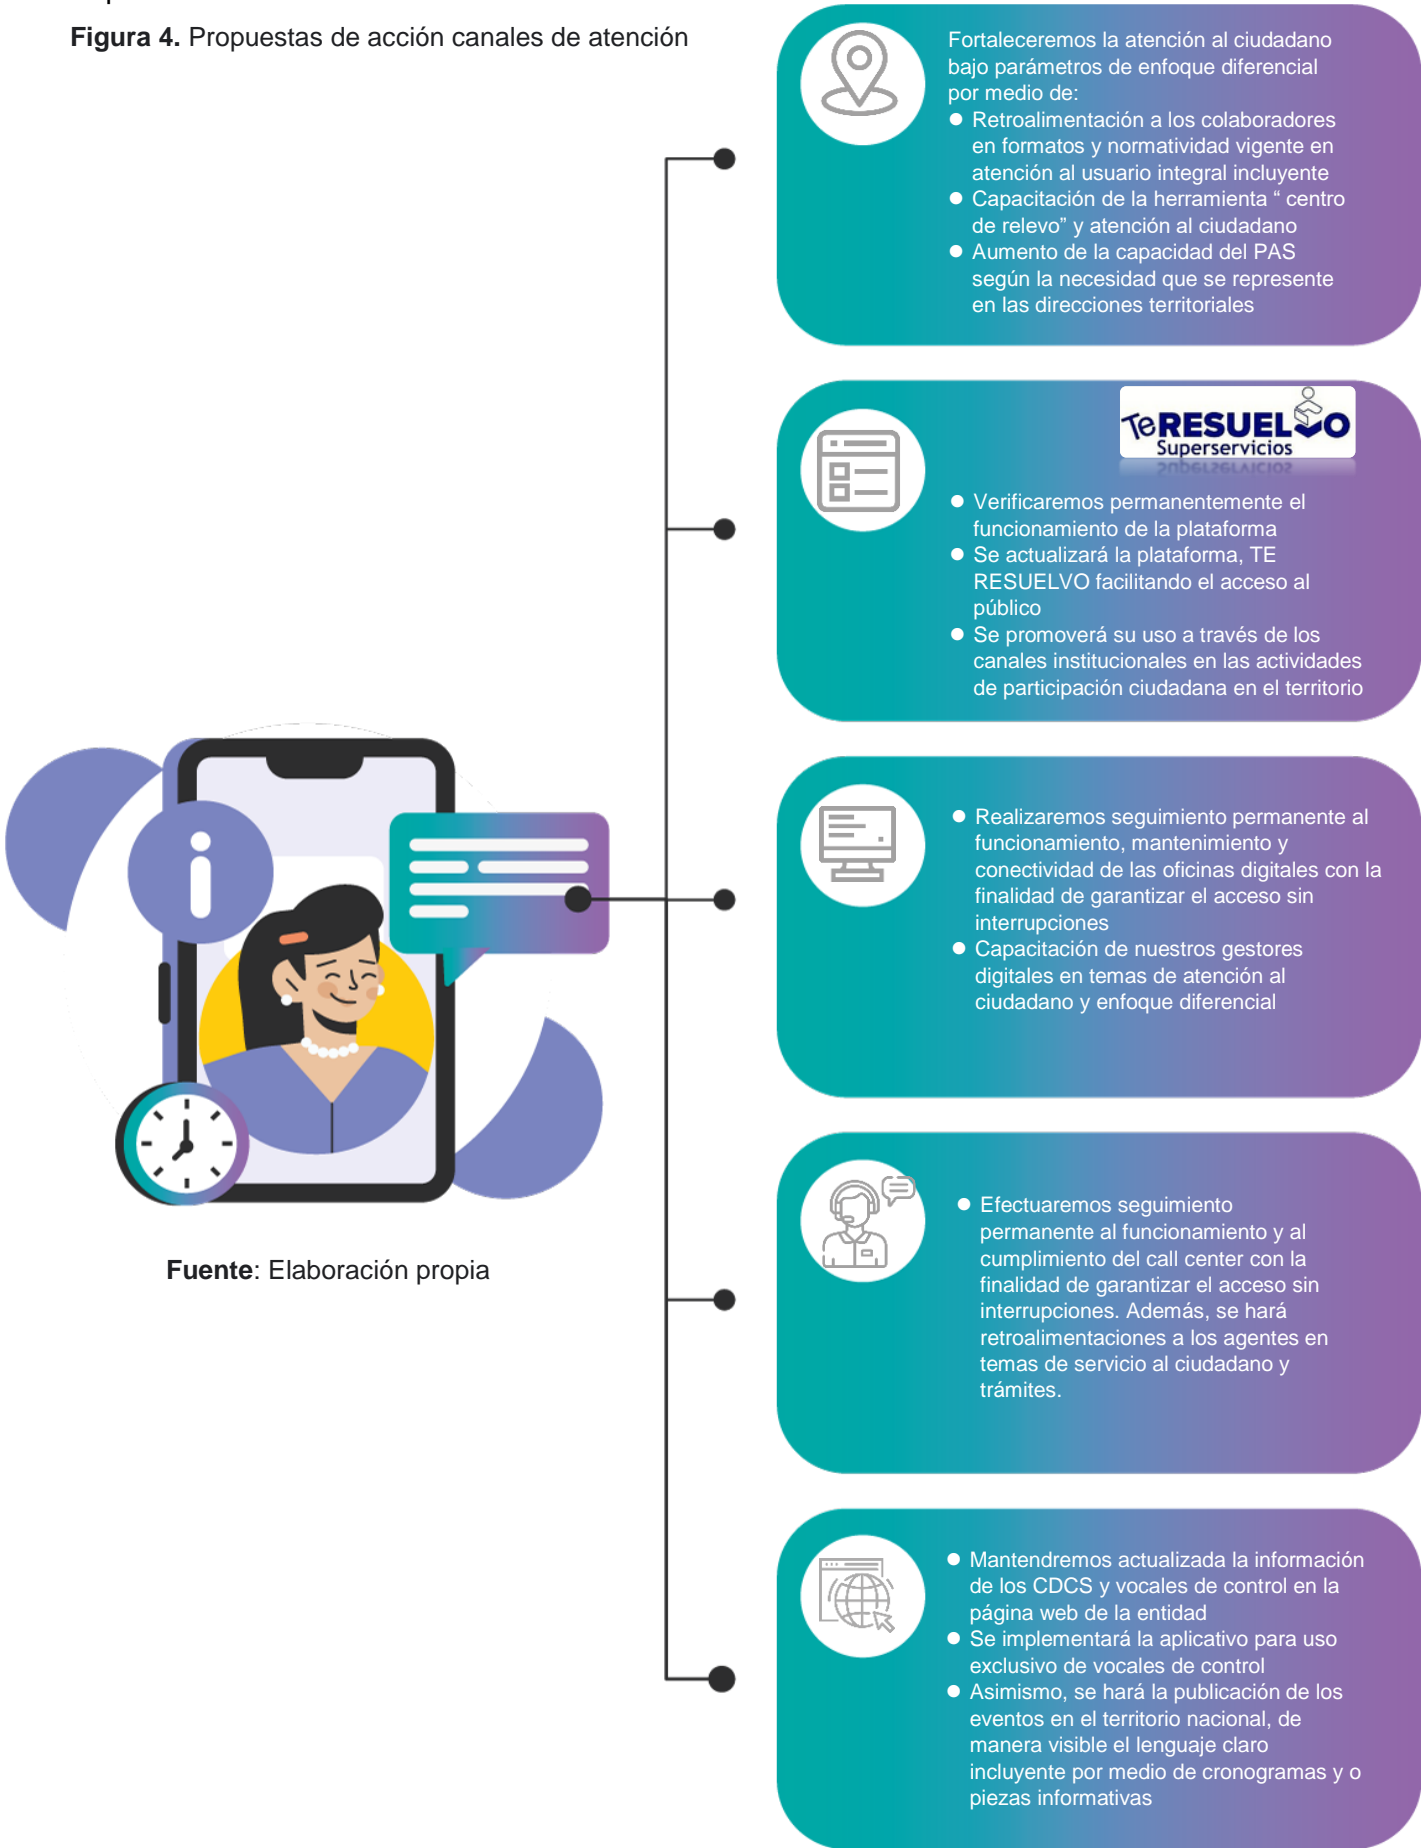 Figura 4. Propuestas de acción canales de atención
Fortaleceremos la atención al ciudadano
bajo parámetros de enfoque diferencial
por medio de:
● Retroalimentación a los colaboradores
en formatos y normatividad vigente en
atención al usuario integral incluyente
● Capacitación de la herramienta “ centro
de relevo” y atención al ciudadano
● Aumento de la capacidad del PAS
según la necesidad que se represente
en las direcciones territoriales
Te RESUELVO
Superservicios
● Verificaremos permanentemente el
funcionamiento de la plataforma
● Se actualizará la plataforma, TE
RESUELVO facilitando el acceso al
público
● Se promoverá su uso a través de los
canales institucionales en las actividades
de participación ciudadana en el territorio
● Realizaremos seguimiento permanente al
funcionamiento, mantenimiento y
conectividad de las oficinas digitales con la
finalidad de garantizar el acceso sin
interrupciones
● Capacitación de nuestros gestores
digitales en temas de atención al
ciudadano y enfoque diferencial
● Efectuaremos seguimiento
permanente al funcionamiento y al
cumplimiento del call center con la
finalidad de garantizar el acceso sin
interrupciones. Además, se hará
retroalimentaciones a los agentes en
temas de servicio al ciudadano y
trámites.
● Mantendremos actualizada la información
de los CDCS y vocales de control en la
página web de la entidad
● Se implementará la aplicativo para uso
exclusivo de vocales de control
● Asimismo, se hará la publicación de los
eventos en el territorio nacional, de
manera visible el lenguaje claro
incluyente por medio de cronogramas y o
piezas informativas
Fuente: Elaboración propia